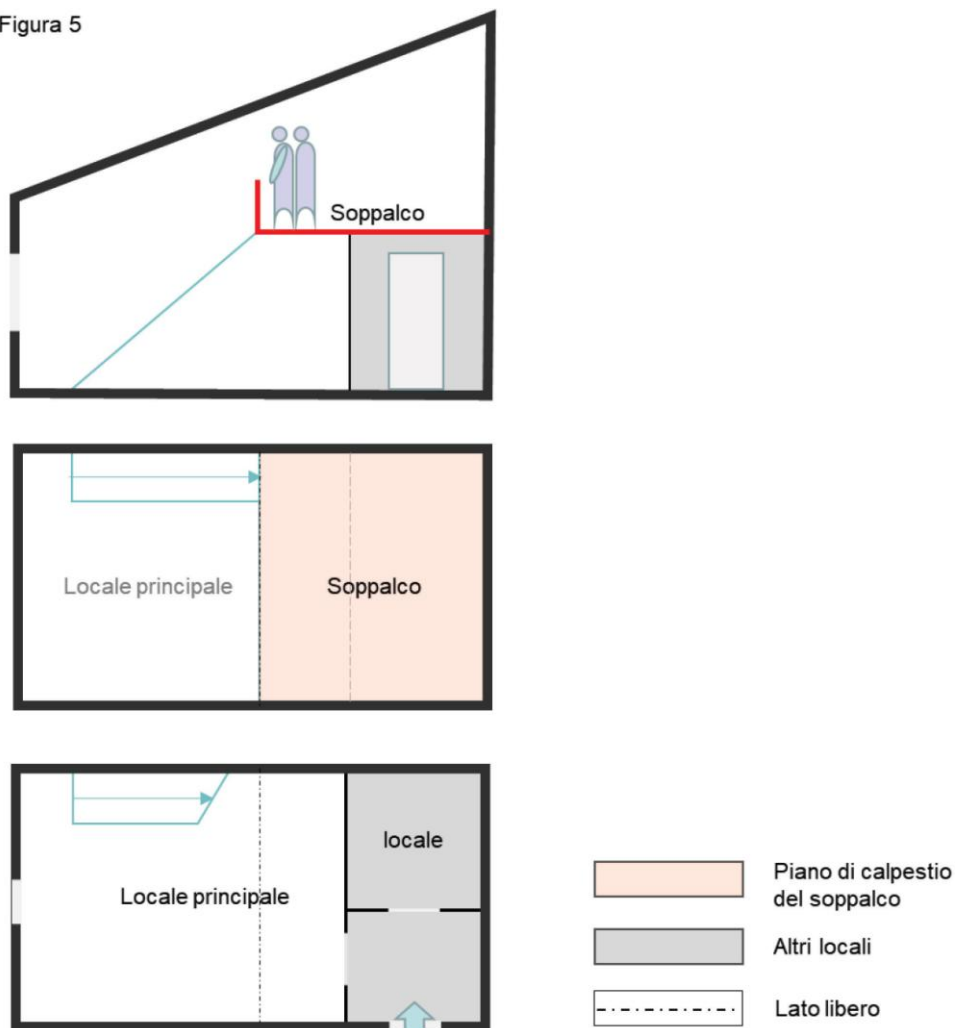 Figura 5
Soppalco
Locale principale
Soppalco
locale
Locale principale
Piano di calpestio
del soppalco
Altri locali
Lato libero